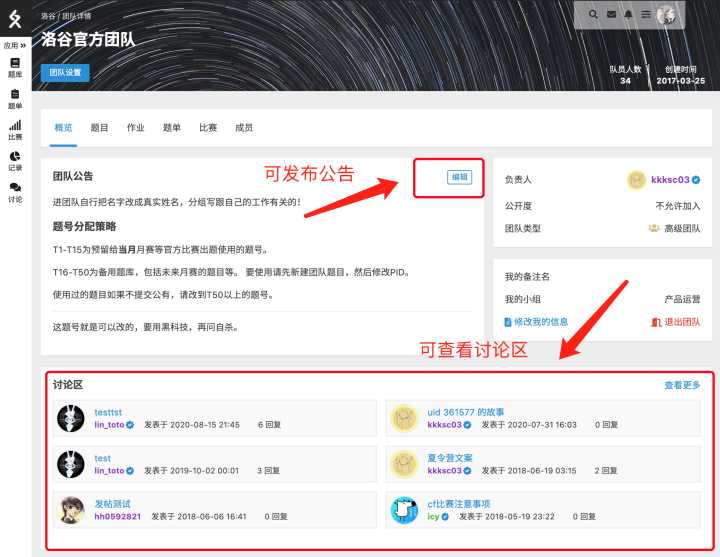 洛谷 / 团队详情
洛谷官方团队
团队设置
队员人数
34
创建时间
2017-03-25
应用 »
题库
题单
比赛
记录
讨论
概览 题目 作业 题单 比赛 成员
团队公告
编辑
可发布公告
进团队自行把名字改成真实姓名，分组写跟自己的工作有关的!
题号分配策略
T1-T15为预留给当月月赛等官方比赛出题使用的题号。
T16-T50为备用题库，包括未来月赛的题目等。 要使用请先新建团队题目，然后修改PID。
使用过的题目如果不提交公有，请改到T50以上的题号。
这题号就是可以改的，要用黑科技，再问自杀。
负责人 kkksc03
公开度 不允许加入
团队类型 高级团队
我的备注名
我的小组 产品运营
修改我的信息 退出团队
可查看讨论区
讨论区 查看更多
testtst
lin_toto 发表于 2020-08-15 21:45 6 回复
uid 361577 的故事
kkksc03 发表于 2020-07-31 16:03 0 回复
test
lin_toto 发表于 2019-10-02 00:01 3 回复
夏令营文案
kkksc03 发表于 2018-06-19 03:15 2 回复
发帖测试
hh0592821 发表于 2018-06-06 16:41 0 回复
cf比赛注意事项
icy 发表于 2018-05-19 23:22 0 回复